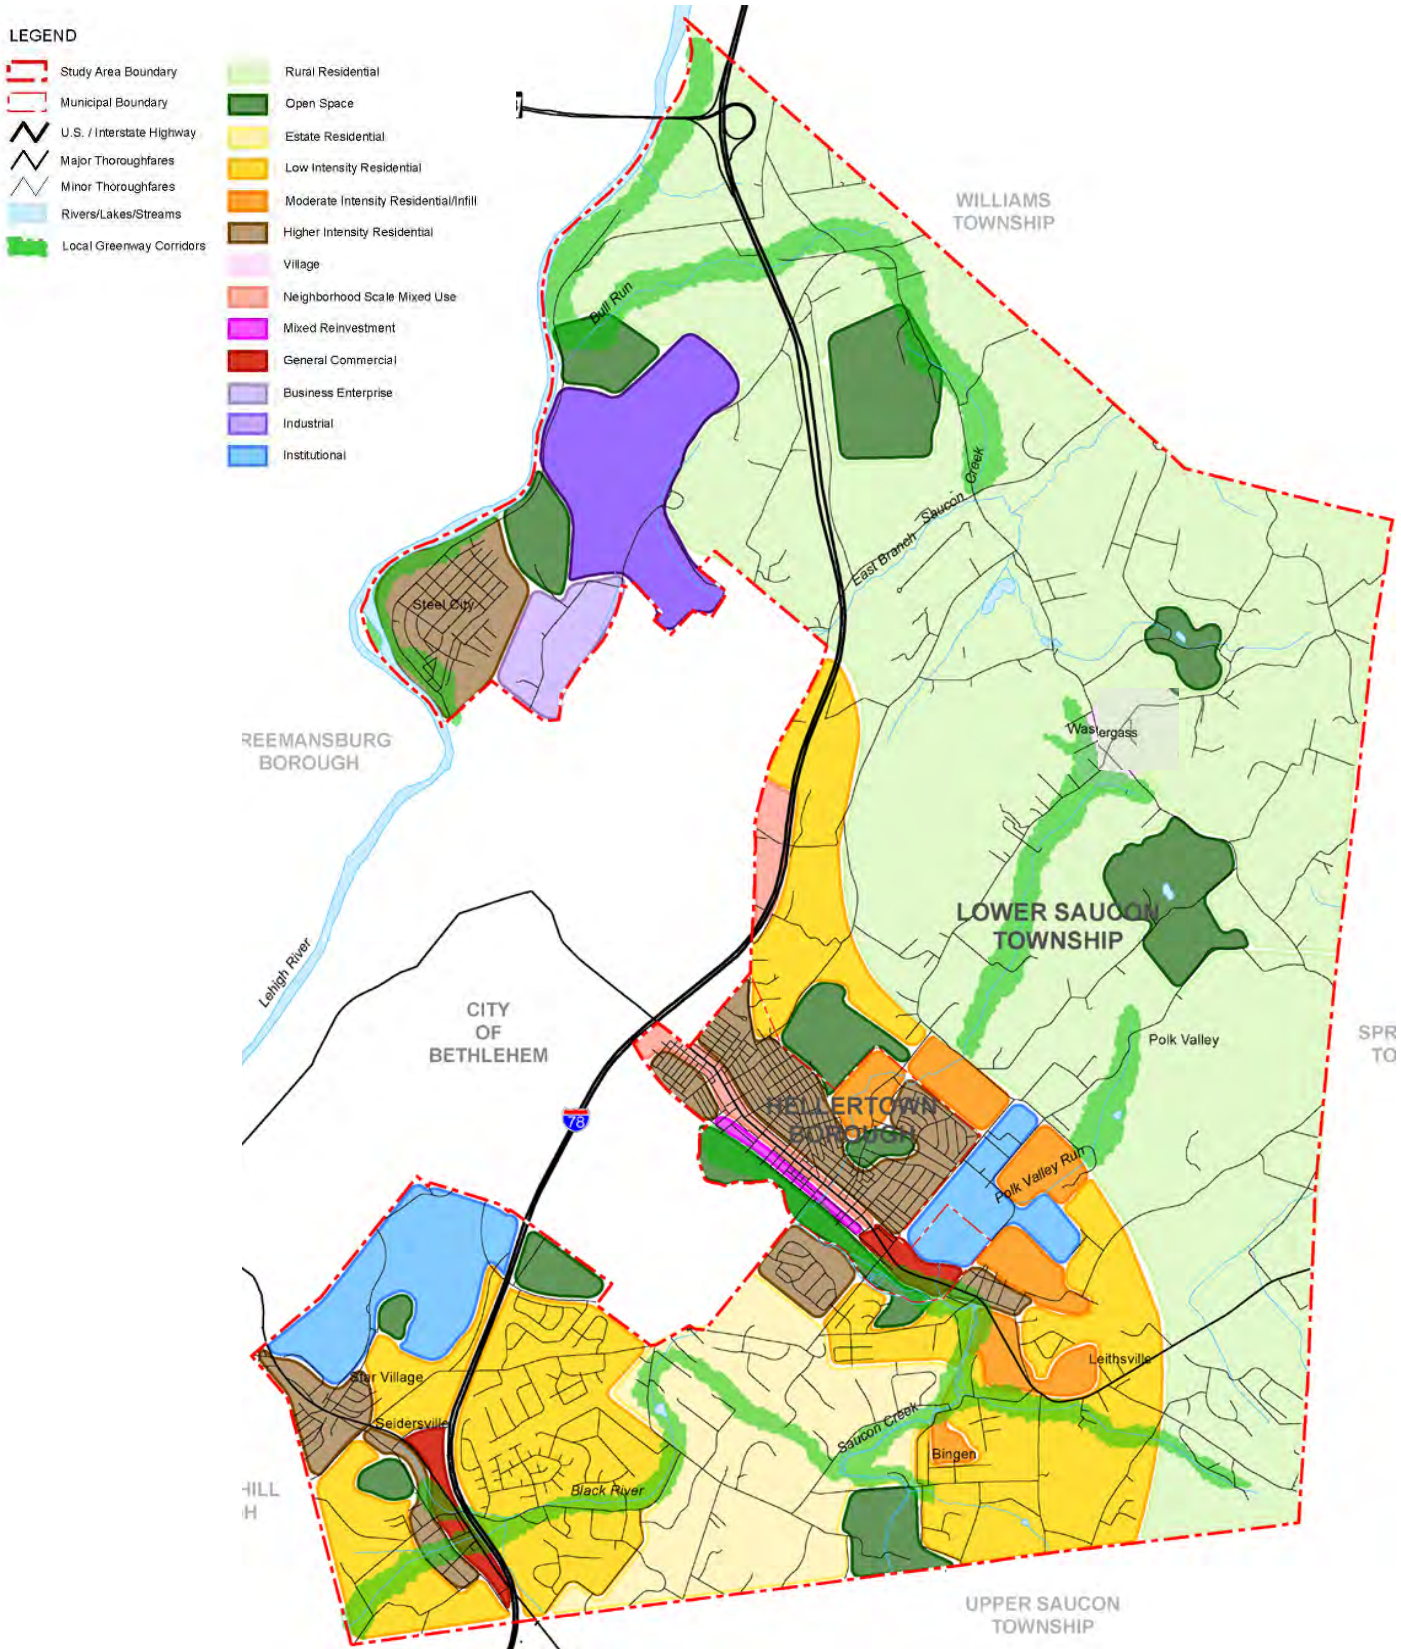 LEGEND
Study Area Boundary
Municipal Boundary
U.S. / Interstate Highway
Major Thoroughfares
Minor Thoroughfares
Rivers/Lakes/Streams
Local Greenway Corridors
Rural Residential
Open Space
Estate Residential
Low Intensity Residential
Moderate Intensity Residential/Infill
Higher Intensity Residential
Village
Neighborhood Scale Mixed Use
Mixed Reinvestment
General Commercial
Business Enterprise
Industrial
Institutional
WILLIAMS
TOWNSHIP
Bull Run
East Branch Saucon Creek
Steel City
REEMANSBURG
BOROUGH
Wasergass
LOWER SAUCON
TOWNSHIP
Lehigh River
CITY
OF
BETHLEHEM
Polk Valley
SPR
TO
HELLERTOWN
BOROUGH
78
Polk Valley Run
Leithsville
Star Village
Seidersville
Saucon Creek
Bingen
Black River
HILL
H
UPPER SAUCON
TOWNSHIP